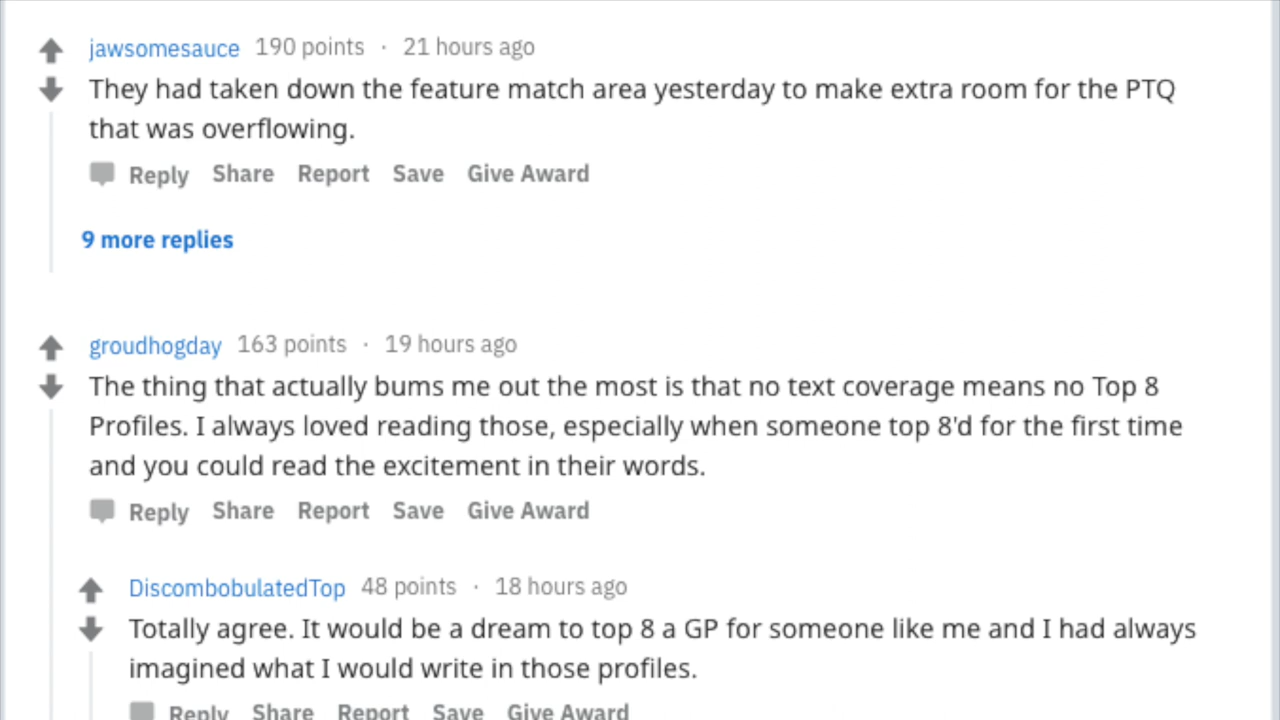 jawsomesauce 190 points · 21 hours ago
They had taken down the feature match area yesterday to make extra room for the PTQ
that was overflowing.
Reply Share Report Save Give Award
9 more replies
groudhogday 163 points · 19 hours ago
The thing that actually bums me out the most is that no text coverage means no Top 8
Profiles. I always loved reading those, especially when someone top 8'd for the first time
and you could read the excitement in their words.
Reply Share Report Save Give Award
DiscombobulatedTop 48 points · 18 hours ago
Totally agree. It would be a dream to top 8 a GP for someone like me and I had always
imagined what I would write in those profiles.
Reply Share Report Save Give Award